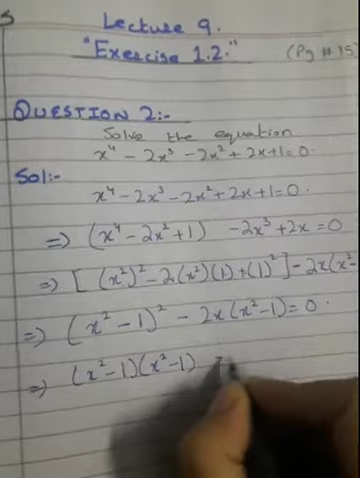 Lecture 9.
"Exercise 1.2." (Pg # 15
QUESTION 2:-
Solve the equation
x⁴ - 2x³ - 2x² + 2x + 1 = 0.
Sol:-
x⁴ - 2x³ - 2x² + 2x + 1 = 0.
=> (x⁴ - 2x² + 1) - 2x³ + 2x = 0
=> [ (x²)² - 2(x²)(1) + (1)² ] - 2x(x² -
=> (x² - 1)² - 2x(x² - 1) = 0.
=> (x² - 1)(x² - 1)